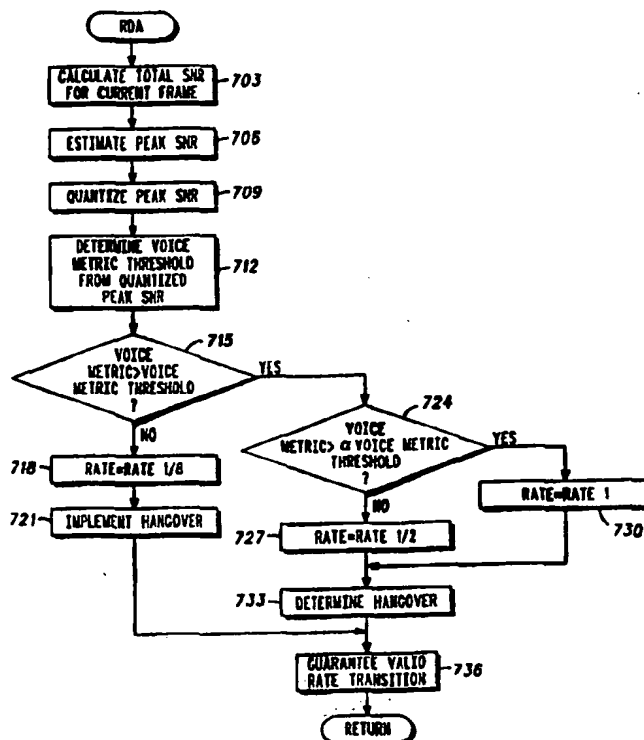 RDA
CALCULATE TOTAL SNR
FOR CURRENT FRAME
703
ESTIMATE PEAK SNR
706
QUANTIZE PEAK SNR
709
DETERMINE VOICE
METRIC THRESHOLD
FROM QUANTIZED
PEAK SNR
712
715
VOICE
METRIC>VOICE
METRIC THRESHOLD
?
YES
NO
724
VOICE
METRIC> α VOICE METRIC
THRESHOLD
?
YES
NO
718
RATE=RATE 1/8
RATE=RATE 1
730
721
IMPLEMENT HANGOVER
727
RATE=RATE 1/2
733
DETERMINE HANGOVER
GUARANTEE VALID
RATE TRANSITION
736
RETURN